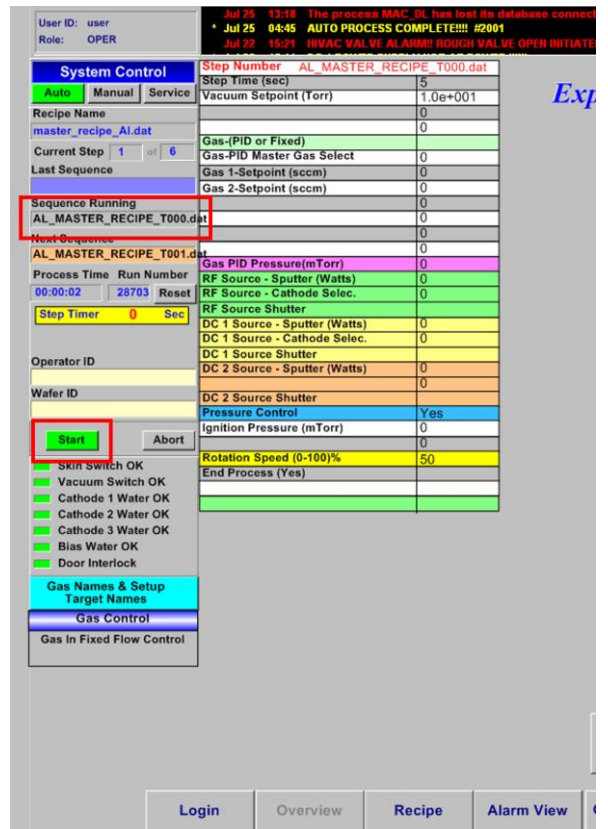 User ID: user
Role: OPER
Jul 25 13:18 The process MAC_DL has lost its database connect
* Jul 25 04:45 AUTO PROCESS COMPLETE!!!! #2001
Jul 22 15:21 HIVAC VALVE ALARM!! ROUGH VALVE OPEN INITIATE
System Control
Auto Manual Service
Recipe Name
master_recipe_Al.dat
Current Step 1 of 6
Last Sequence
Sequence Running
AL_MASTER_RECIPE_T000.dat
Next Sequence
AL_MASTER_RECIPE_T001.dat
Process Time Run Number
00:00:02 28703 Reset
Step Timer 0 Sec
Operator ID
Wafer ID
Start Abort
Skin Switch OK
Vacuum Switch OK
Cathode 1 Water OK
Cathode 2 Water OK
Cathode 3 Water OK
Bias Water OK
Door Interlock
Gas Names & Setup
Target Names
Gas Control
Gas In Fixed Flow Control
Step Number AL_MASTER_RECIPE_T000.dat
Step Time (sec) 5
Vacuum Setpoint (Torr) 1.0e+001
0
0
Gas-(PID or Fixed)
Gas-PID Master Gas Select 0
Gas 1-Setpoint (sccm) 0
Gas 2-Setpoint (sccm) 0
0
0
0
0
Gas PID Pressure(mTorr) 0
RF Source - Sputter (Watts) 0
RF Source - Cathode Selec. 0
RF Source Shutter
DC 1 Source - Sputter (Watts) 0
DC 1 Source - Cathode Selec. 0
DC 1 Source Shutter
DC 2 Source - Sputter (Watts) 0
0
DC 2 Source Shutter
Pressure Control Yes
Ignition Pressure (mTorr) 0
0
Rotation Speed (0-100)% 50
End Process (Yes)
Exp
Login Overview Recipe Alarm View